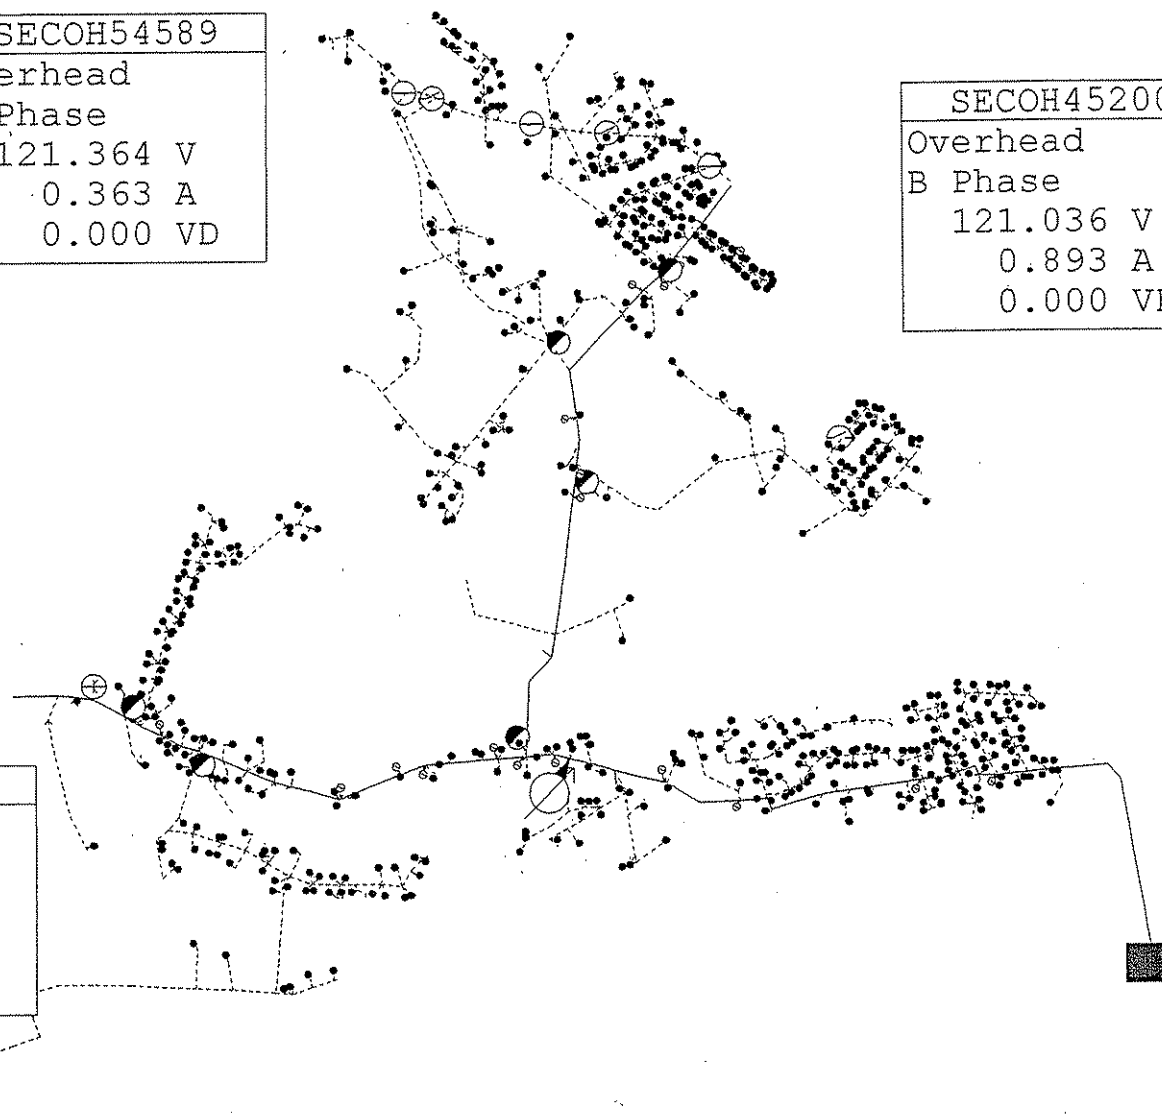 SECOH54589
erhead
Phase
121.364 V
0.363 A
0.000 VD
SECOH4520
Overhead
B Phase
121.036 V
0.893 A
0.000 V